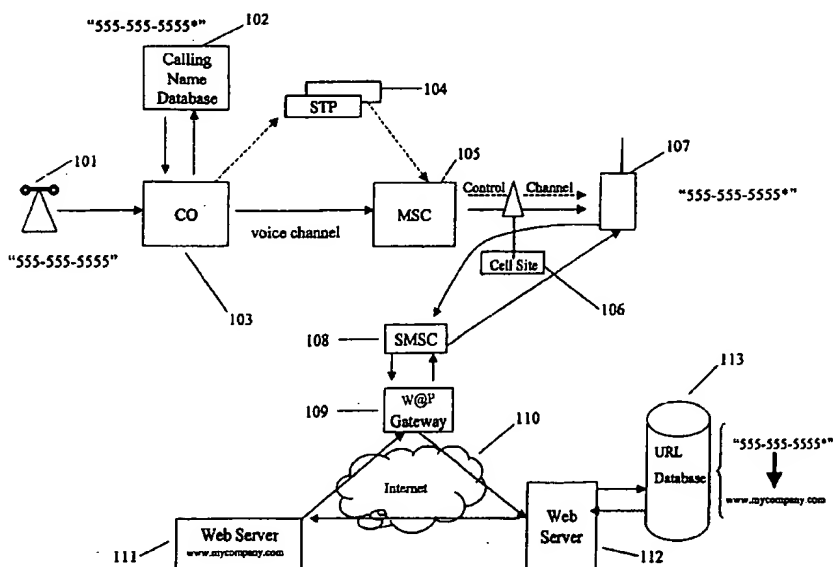 "555-555-5555*"
102
Calling
Name
Database
STP
104
101
105
107
CO
voice channel
MSC
Control Channel
"555-555-5555*"
"555-555-5555"
103
Cell Site
106
108
SMSC
113
109
W@P
Gateway
110
URL
Database
"555-555-5555*"
www.mycompany.com
Internet
111
Web Server
www.mycompany.com
Web
Server
112